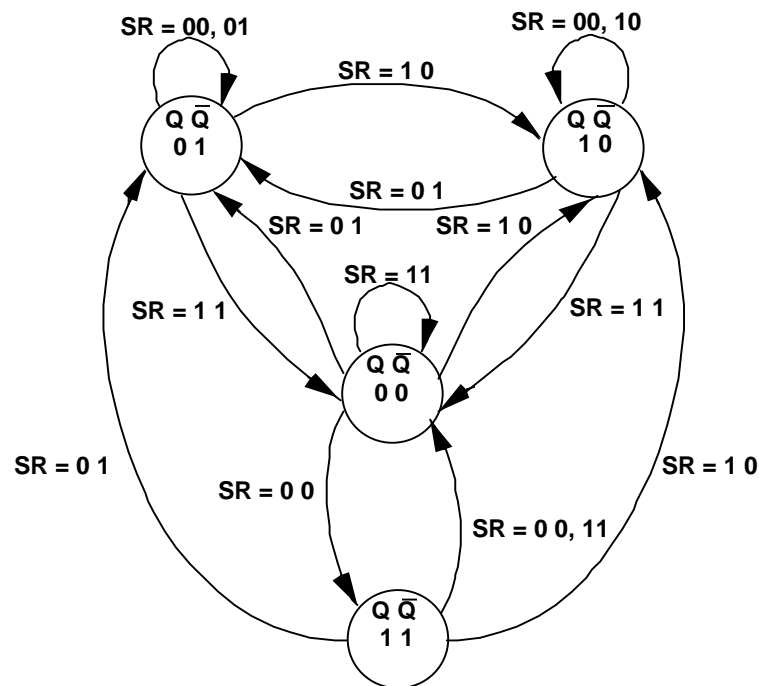 SR = 00, 01
SR = 00, 10
SR = 1 0
Q Q̅
0 1
Q Q̅
1 0
SR = 0 1
SR = 0 1
SR = 1 0
SR = 11
SR = 1 1
SR = 1 1
Q Q̅
0 0
SR = 0 1
SR = 1 0
SR = 0 0
SR = 0 0, 11
Q Q̅
1 1